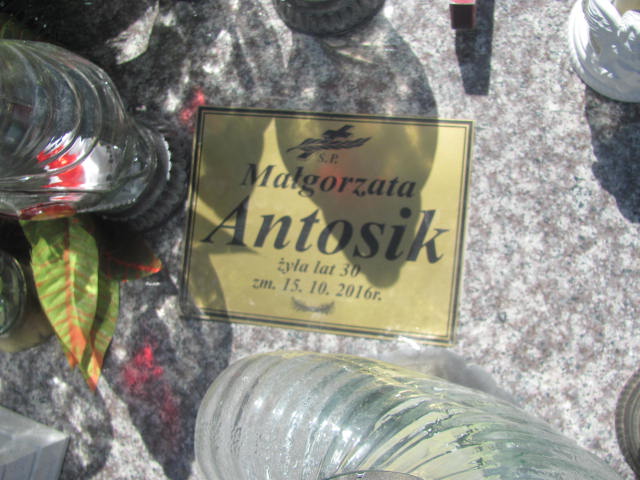 Ś.P.
Małgorzata
Antosik
żyła lat 30
zm. 15. 10. 2016r.